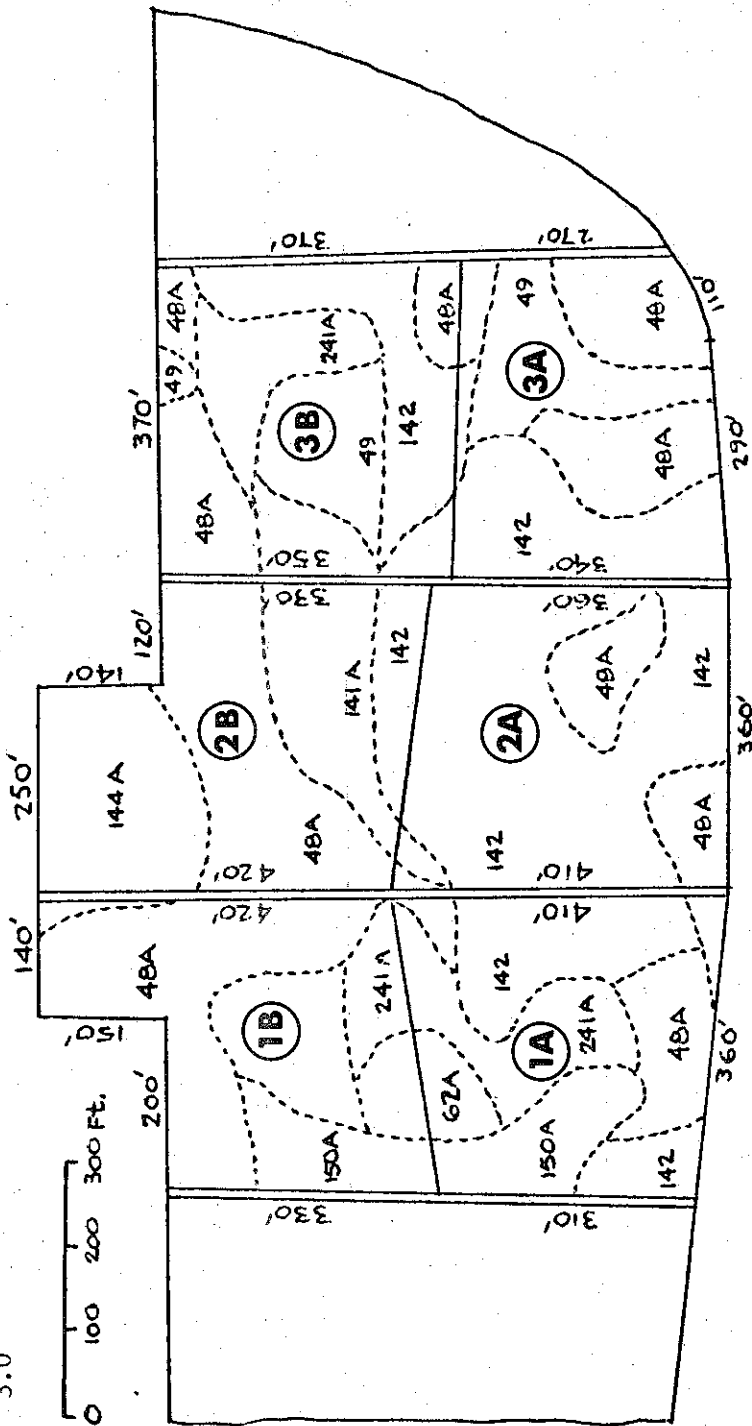 3.0
0 100 200 300 Ft.
140' 250'
150' 140'
200' 120' 370'
48A 144A
49 48A
48A
330' 420' 420' 330 350' 370'
1B 2B 3B
150A 241A 48A 141A 49 241A
62A 142 142 48A
310' 410' 410' 360' 340' 270'
1A 2A 3A
150A 142 142 142 49
241A 48A
142 48A 48A 142 48A 48A
360' 360' 290' 110'